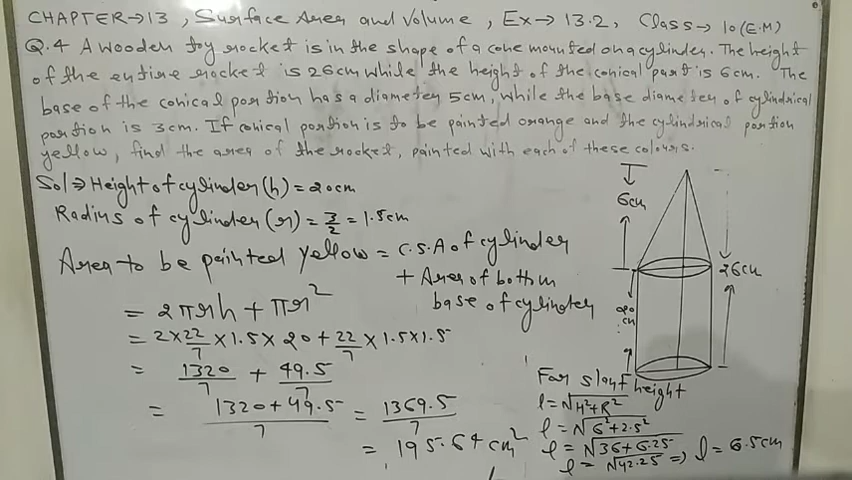 CHAPTER→13, Surface Area and Volume, Ex→13.2, Class→10(E.M)
Q.4 A wooden toy rocket is in the shape of a cone mounted on a cylinder. The height
of the entire rocket is 26cm while the height of the conical part is 6cm. The
base of the conical portion has a diameter 5cm, while the base diameter of cylindrical
portion is 3cm. If conical portion is to be painted orange and the cylindrical portion
yellow, find the area of the rocket, painted with each of these colours.
Sol⇒ Height of cylinder (h) = 20cm
Radius of cylinder (r) = 3/2 = 1.5cm
Area to be painted yellow = C.S.A of cylinder
+ Area of bottom
base of cylinder
= 2πrh + πr²
= 2×22/7 × 1.5 × 20 + 22/7 × 1.5 × 1.5
= 1320/7 + 49.5/7
= 1320+49.5/7 = 1369.5/7
= 195.64 cm²
6cm
26cm
20
cm
For slant height
l = √H²+R²
l = √6²+2.5²
l = √36+6.25
l = √42.25 ⇒ l = 6.5cm